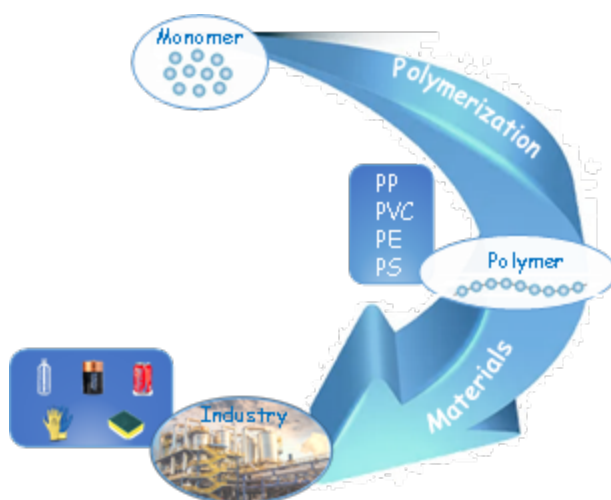 Monomer
Polymerization
PP
PVC
PE
PS
Polymer
Materials
Industry